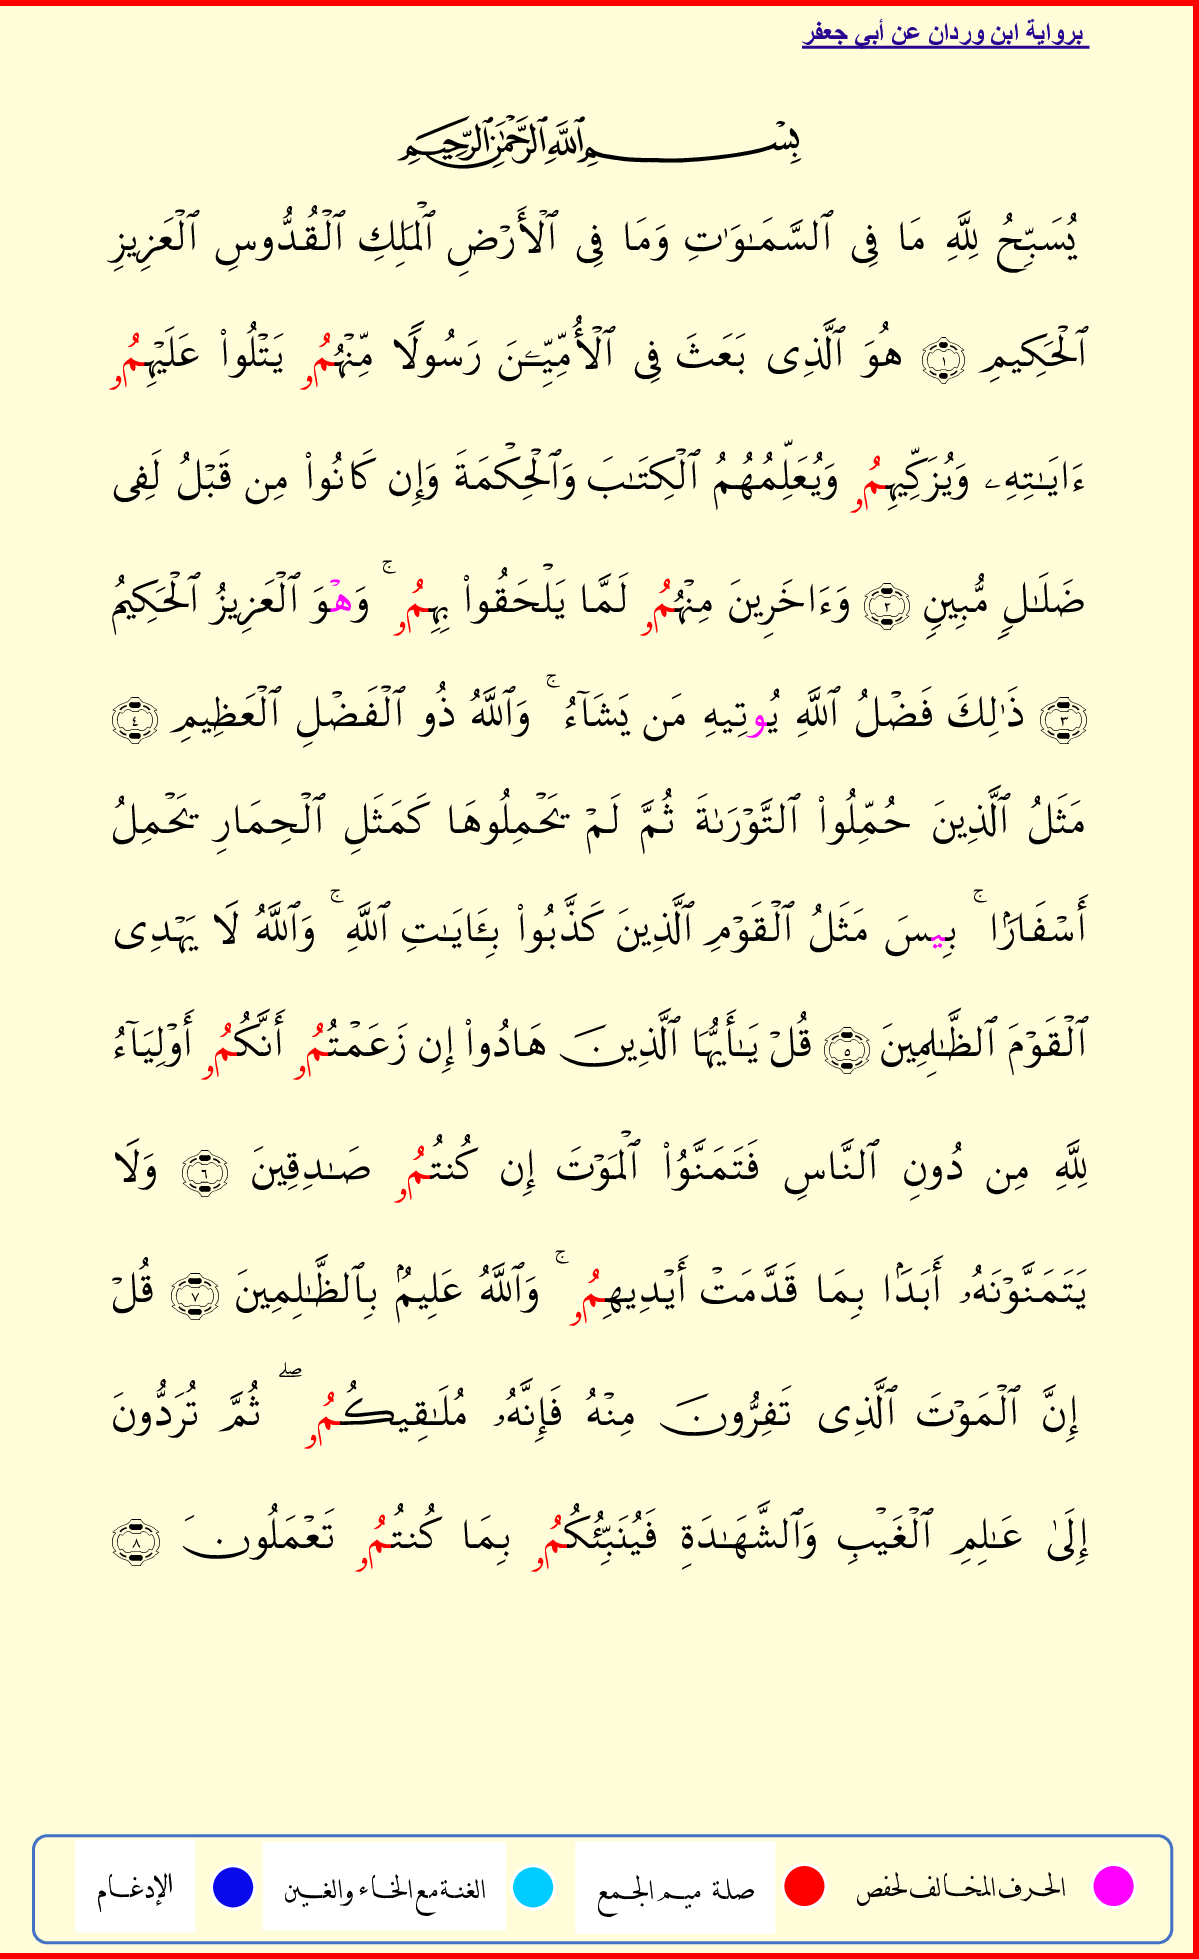 برواية ابن وردان عن أبي جعفر
بِسۡمِ ٱللَّهِ ٱلرَّحۡمَٰنِ ٱلرَّحِيمِ
يُسَبِّحُ لِلَّهِ مَا فِى ٱلسَّمَٰوَٰتِ وَمَا فِى ٱلۡأَرۡضِ ٱلۡمَلِكِ ٱلۡقُدُّوسِ ٱلۡعَزِيزِ
ٱلۡحَكِيمِ ١ هُوَ ٱلَّذِى بَعَثَ فِى ٱلۡأُمِّيِّـۧنَ رَسُولًا مِّنۡهُمُۥ يَتۡلُواْ عَلَيۡهِمُۥ
ءَايَٰتِهِۦ وَيُزَكِّيهِمُۥ وَيُعَلِّمُهُمُ ٱلۡكِتَٰبَ وَٱلۡحِكۡمَةَ وَإِن كَانُواْ مِن قَبۡلُ لَفِى
ضَلَٰلٍ مُّبِينٍ ٢ وَءَاخَرِينَ مِنۡهُمُۥ لَمَّا يَلۡحَقُواْ بِهِمُۥ ۚ وَهۡوَ ٱلۡعَزِيزُ ٱلۡحَكِيمُ
٣ ذَٰلِكَ فَضۡلُ ٱللَّهِ يُوتِيهِ مَن يَشَآءُ ۚ وَٱللَّهُ ذُو ٱلۡفَضۡلِ ٱلۡعَظِيمِ ٤
مَثَلُ ٱلَّذِينَ حُمِّلُواْ ٱلتَّوۡرَىٰةَ ثُمَّ لَمۡ يَحۡمِلُوهَا كَمَثَلِ ٱلۡحِمَارِ يَحۡمِلُ
أَسۡفَارَۢا ۚ بِيسَ مَثَلُ ٱلۡقَوۡمِ ٱلَّذِينَ كَذَّبُواْ بِـَٔايَٰتِ ٱللَّهِ ۚ وَٱللَّهُ لَا يَهۡدِى
ٱلۡقَوۡمَ ٱلظَّٰلِمِينَ ٥ قُلۡ يَٰٓأَيُّهَا ٱلَّذِينَ هَادُواْ إِن زَعَمۡتُمُۥ أَنَّكُمُۥ أَوۡلِيَآءُ
لِلَّهِ مِن دُونِ ٱلنَّاسِ فَتَمَنَّوُاْ ٱلۡمَوۡتَ إِن كُنتُمُۥ صَٰدِقِينَ ٦ وَلَا
يَتَمَنَّوۡنَهُۥ أَبَدَۢا بِمَا قَدَّمَتۡ أَيۡدِيهِمُۥ ۚ وَٱللَّهُ عَلِيمُۢ بِٱلظَّٰلِمِينَ ٧ قُلۡ
إِنَّ ٱلۡمَوۡتَ ٱلَّذِى تَفِرُّونَ مِنۡهُ فَإِنَّهُۥ مُلَٰقِيكُمُۥ ۖ ثُمَّ تُرَدُّونَ
إِلَىٰ عَٰلِمِ ٱلۡغَيۡبِ وَٱلشَّهَٰدَةِ فَيُنَبِّئُكُمُۥ بِمَا كُنتُمُۥ تَعۡمَلُونَ ٨
الحرف المخالف لحفص صلة ميم الجمع الغنة مع الخاء والغين الإدغام